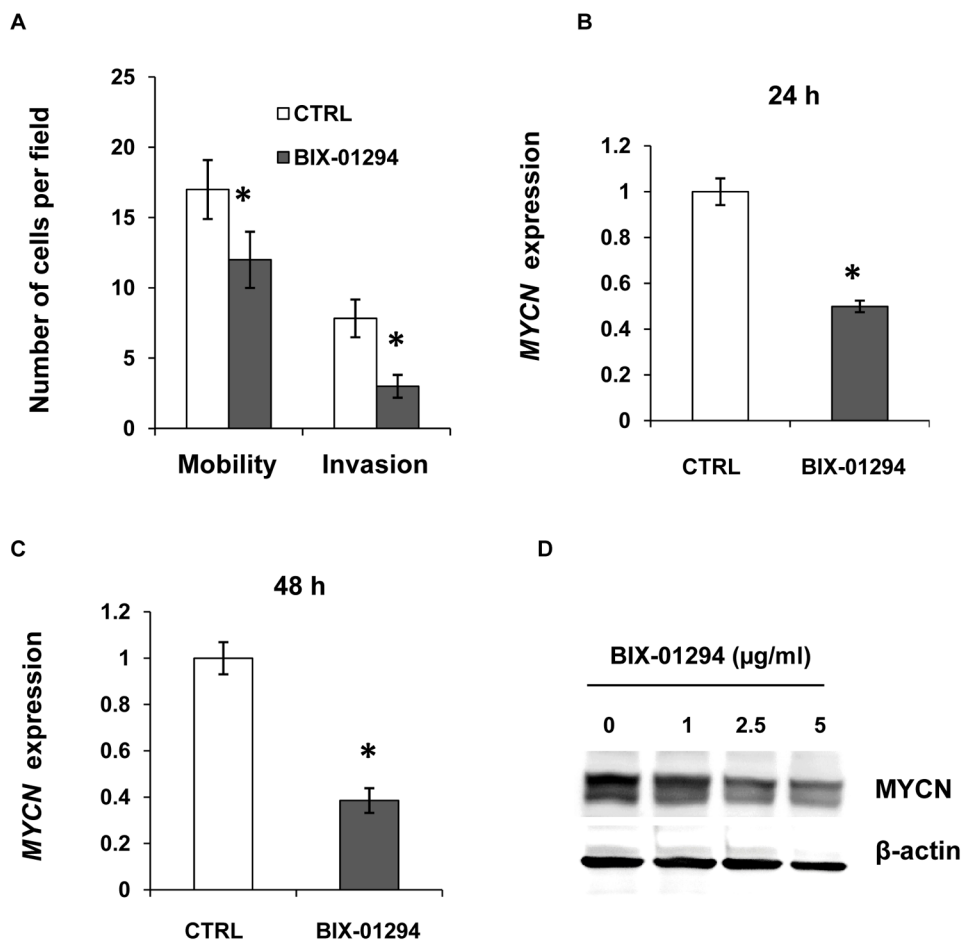 A
Number of cells per field
25
20
15
10
5
0
CTRL
BIX-01294
*
*
Mobility Invasion
B
24 h
MYCN expression
1.2
1
0.8
0.6
0.4
0.2
0
*
CTRL BIX-01294
C
48 h
MYCN expression
1.2
1
0.8
0.6
0.4
0.2
0
*
CTRL BIX-01294
D
BIX-01294 (µg/ml)
0 1 2.5 5
MYCN
β-actin